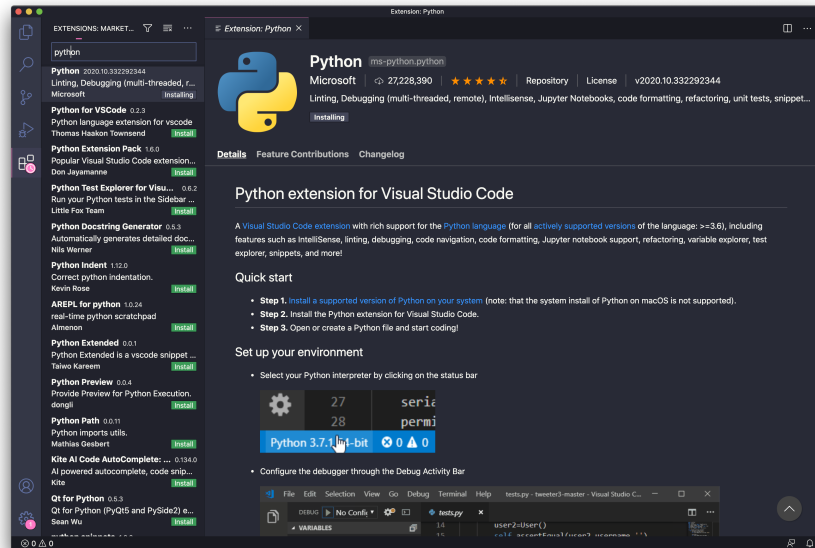 Extension: Python
EXTENSIONS: MARKET...
python
Python 2020.10.332292344
Linting, Debugging (multi-threaded, r...
Microsoft Installing
Python for VSCode 0.2.3
Python language extension for vscode
Thomas Haakon Townsend Install
Python Extension Pack 1.6.0
Popular Visual Studio Code extension...
Don Jayamanne Install
Python Test Explorer for Visu... 0.6.2
Run your Python tests in the Sidebar ...
Little Fox Team Install
Python Docstring Generator 0.5.3
Automatically generates detailed doc...
Nils Werner Install
Python Indent 1.12.0
Correct python indentation.
Kevin Rose Install
AREPL for python 1.0.24
real-time python scratchpad
Almenon Install
Python Extended 0.0.1
Python Extended is a vscode snippet ...
Taiwo Kareem Install
Python Preview 0.0.4
Provide Preview for Python Execution.
dongli Install
Python Path 0.0.11
Python imports utils.
Mathias Gesbert Install
Kite AI Code AutoComplete: ... 0.134.0
AI powered autocomplete, code snip...
Kite Install
Qt for Python 0.5.3
Qt for Python (PyQt5 and PySide2) e...
Sean Wu Install
1
0 0
Extension: Python
Python ms-python.python
Microsoft 27,228,390 Repository License v2020.10.332292344
Linting, Debugging (multi-threaded, remote), Intellisense, Jupyter Notebooks, code formatting, refactoring, unit tests, snippet...
Installing
Details Feature Contributions Changelog
Python extension for Visual Studio Code
A Visual Studio Code extension with rich support for the Python language (for all actively supported versions of the language: >=3.6), including
features such as IntelliSense, linting, debugging, code navigation, code formatting, Jupyter notebook support, refactoring, variable explorer, test
explorer, snippets, and more!
Quick start
• Step 1. Install a supported version of Python on your system (note: that the system install of Python on macOS is not supported).
• Step 2. Install the Python extension for Visual Studio Code.
• Step 3. Open or create a Python file and start coding!
Set up your environment
• Select your Python interpreter by clicking on the status bar
27 seria
28 permi
Python 3.7.1 4-bit 0 0
• Configure the debugger through the Debug Activity Bar
File Edit Selection View Go Debug Terminal Help tests.py - tweeter3-master - Visual Studio C...
DEBUG No Config tests.py
VARIABLES 14 user2=User()